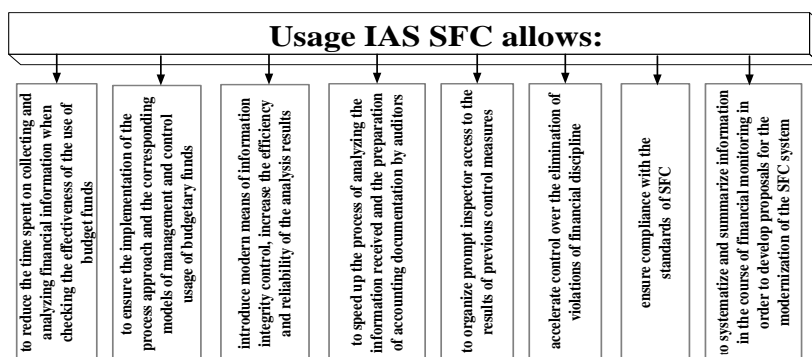 Usage IAS SFC allows:
to reduce the time spent on collecting and
analyzing financial information when
checking the effectiveness of the use of
budget funds
to ensure the implementation of the
process approach and the corresponding
models of management and control
usage of budgetary funds
introduce modern means of information
integrity control, increase the efficiency
and reliability of the analysis results
to speed up the process of analyzing the
information received and the preparation
of accounting documentation by auditors
to organize prompt inspector access to the
results of previous control measures
accelerate control over the elimination of
violations of financial discipline
ensure compliance with the
standards of SFC
no systematize and summarize information
in the course of financial monitoring in
order to develop proposals for the
modernization of the SFC system